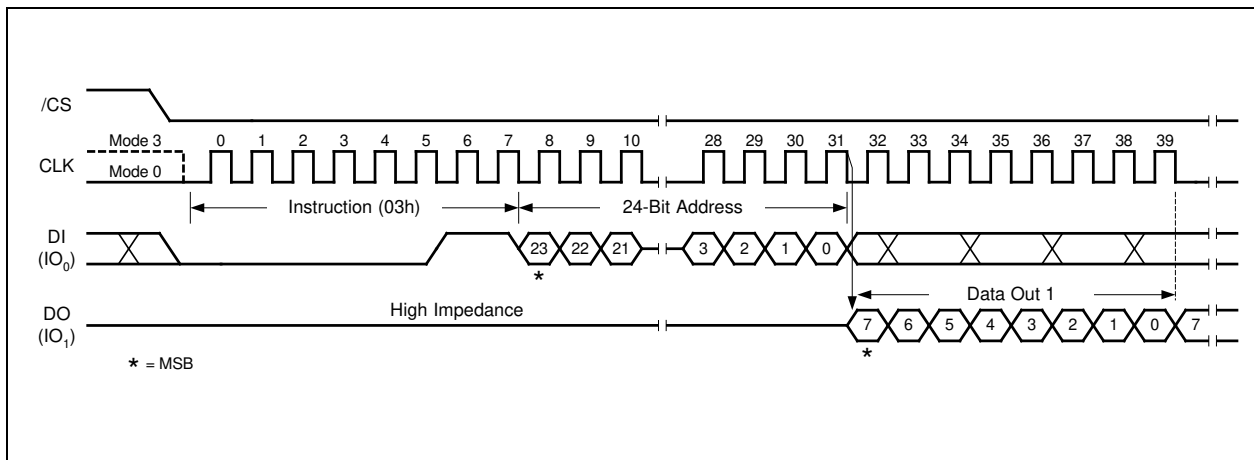 /CS
Mode 3 0 1 2 3 4 5 6 7 8 9 10 28 29 30 31 32 33 34 35 36 37 38 39
CLK
Mode 0
Instruction (03h) 24-Bit Address
DI
(IO0)
23 22 21 3 2 1 0
*
Data Out 1
High Impedance
DO
(IO1)
7 6 5 4 3 2 1 0 7
*
* = MSB